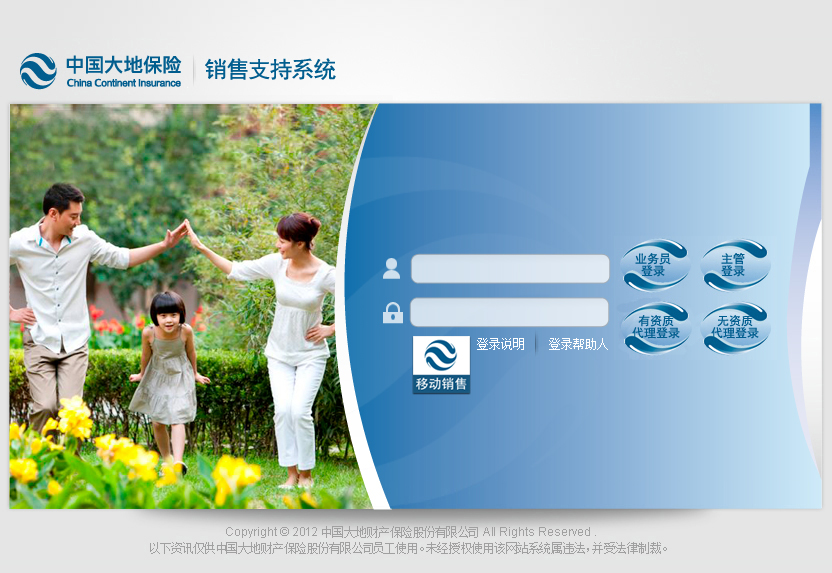 中国大地保险
China Continent Insurance
销售支持系统
业务员
登录
主管
登录
有资质
代理登录
无资质
代理登录
登录说明
登录帮助人
移动销售
Copyright © 2012 中国大地财产保险股份有限公司 All Rights Reserved .
以下资讯仅供中国大地财产保险股份有限公司员工使用。未经授权使用该网站系统属违法，并受法律制裁。